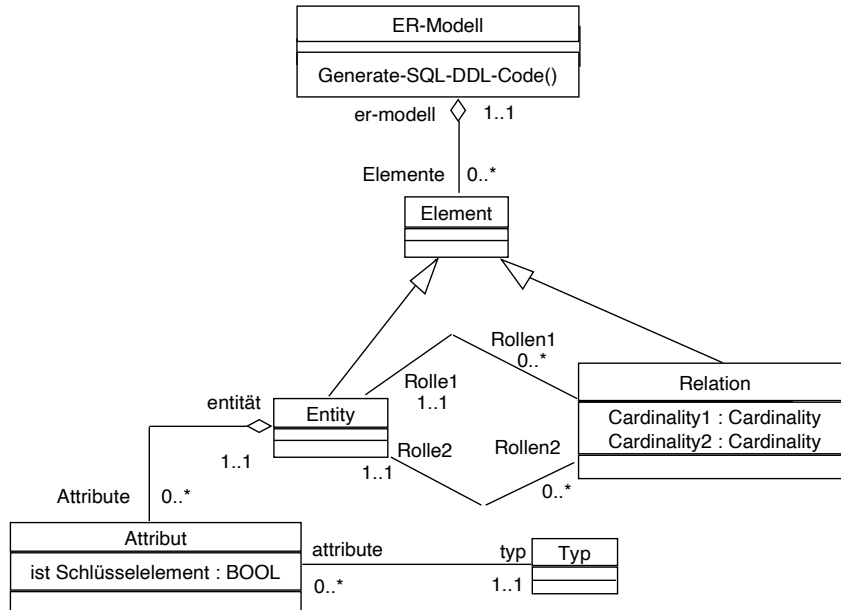 ER-Modell
Generate-SQL-DDL-Code()
er-modell 1..1
Elemente 0..*
Element
Rollen1
0..*
Rolle1
1..1
Relation
Cardinality1 : Cardinality
Cardinality2 : Cardinality
entität
Entity
1..1
1..1
Rolle2
Rollen2
0..*
Attribute 0..*
Attribut
ist Schlüsselelement : BOOL
attribute
0..*
typ
1..1
Typ